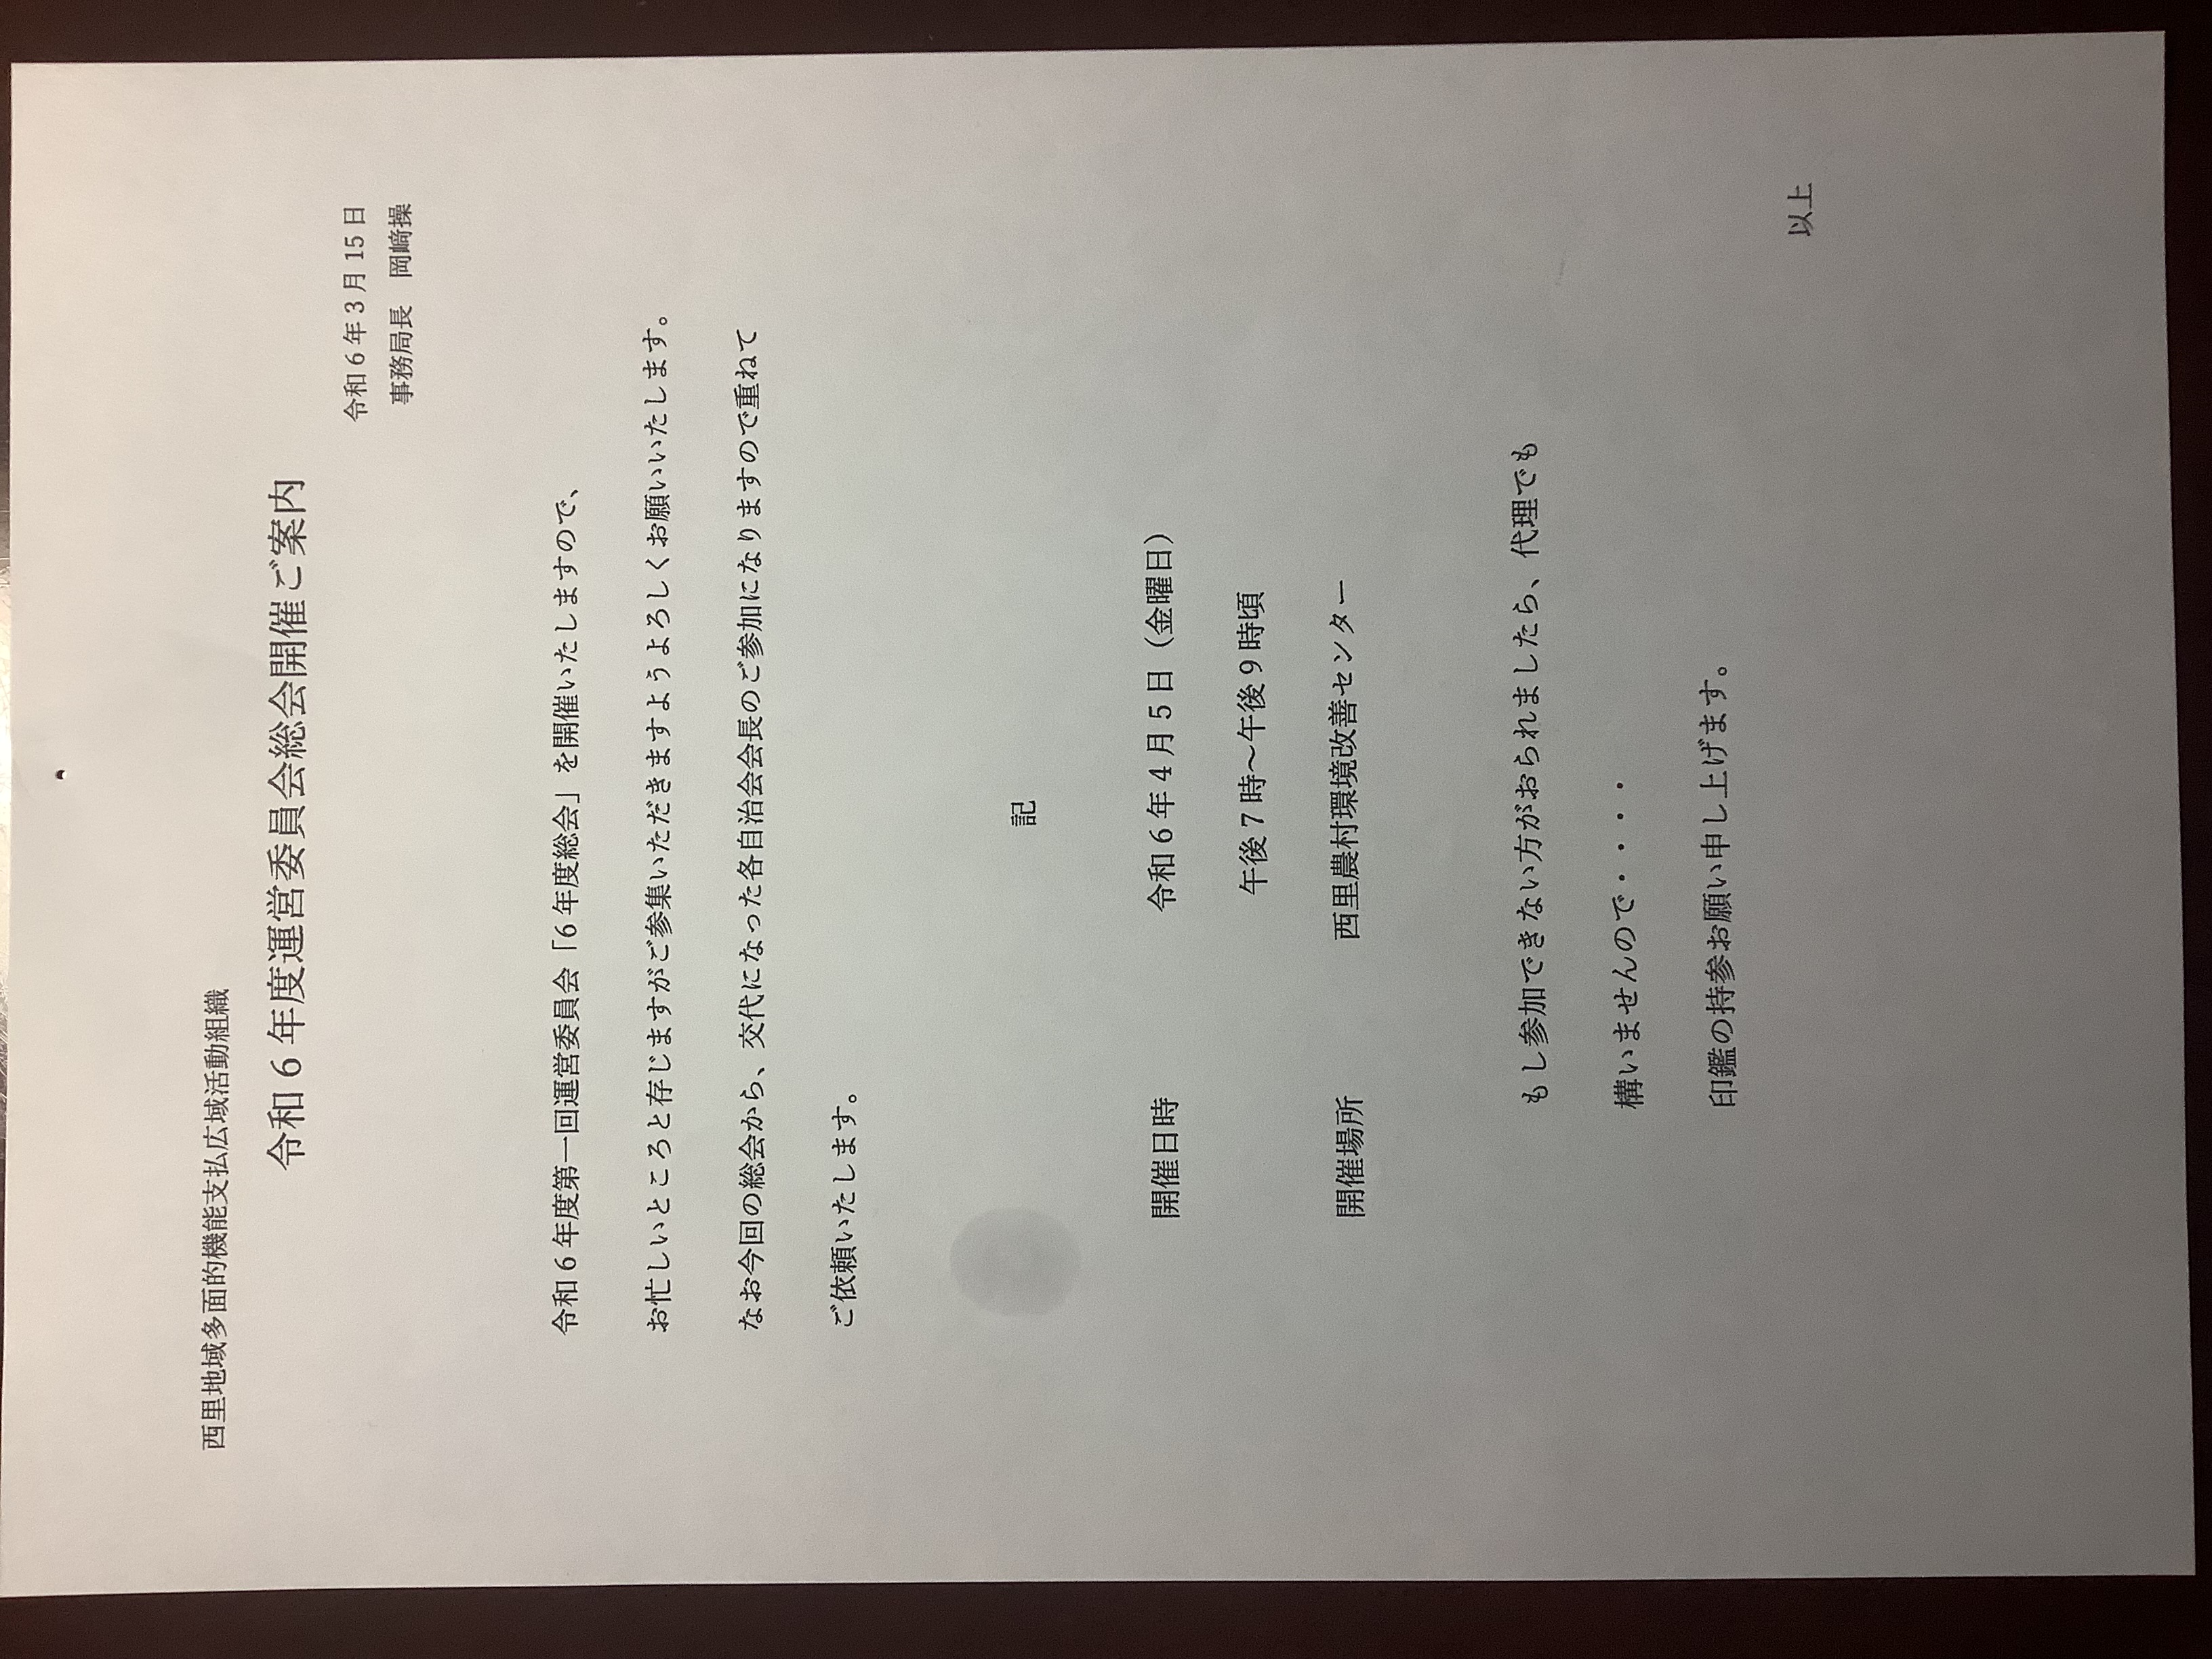 西里地域多面的機能支払広域活動組織
令和 6 年度運営委員会総会開催ご案内
令和 6 年 3 月 15 日
事務局長　岡﨑操
令和 6 年度第一回運営委員会「6 年度総会」を開催いたしますので、
お忙しいところと存じますがご参集いただきますようよろしくお願いいたします。
なお今回の総会から、交代になった各自治会会長のご参加になりますので重ねて
ご依頼いたします。
記
開催日時　令和 6 年 4 月 5 日（金曜日）
午後 7 時～午後 9 時頃
開催場所　西里農村環境改善センター
もし参加できない方がおられましたら、代理でも
構いませんので・・・・
印鑑の持参お願い申し上げます。
以上